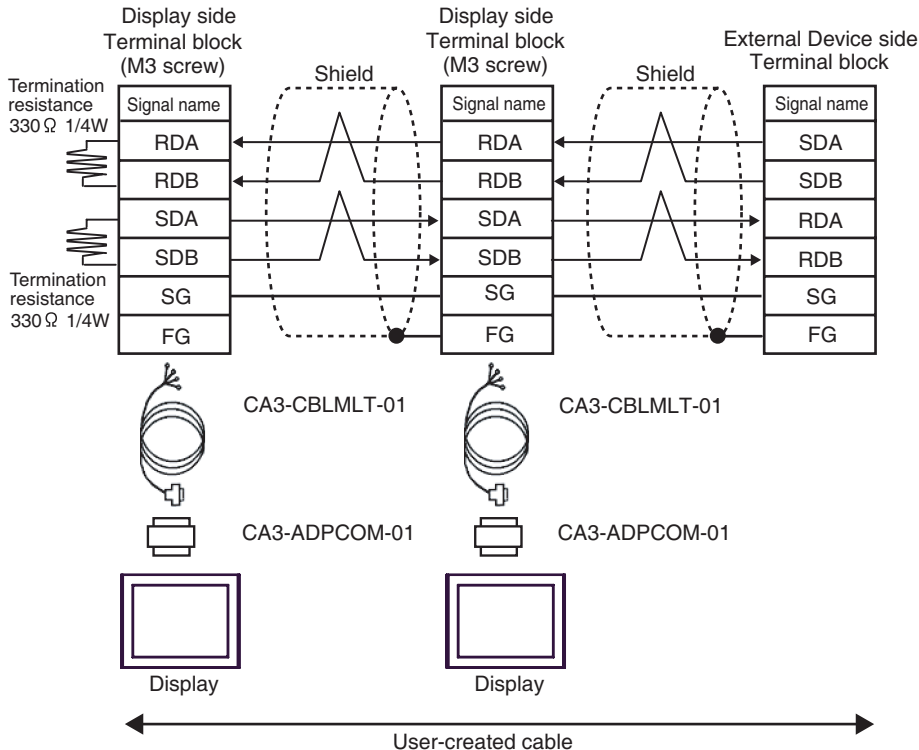 Display side
Terminal block
(M3 screw)
Display side
Terminal block
(M3 screw)
External Device side
Terminal block
Termination
resistance
330 Ω 1/4W
Shield
Shield
Signal name
Signal name
Signal name
RDA
RDA
SDA
RDB
RDB
SDB
SDA
SDA
RDA
SDB
SDB
RDB
Termination
resistance
330 Ω 1/4W
SG
SG
SG
FG
FG
FG
CA3-CBLMLT-01
CA3-CBLMLT-01
CA3-ADPCOM-01
CA3-ADPCOM-01
Display
Display
User-created cable